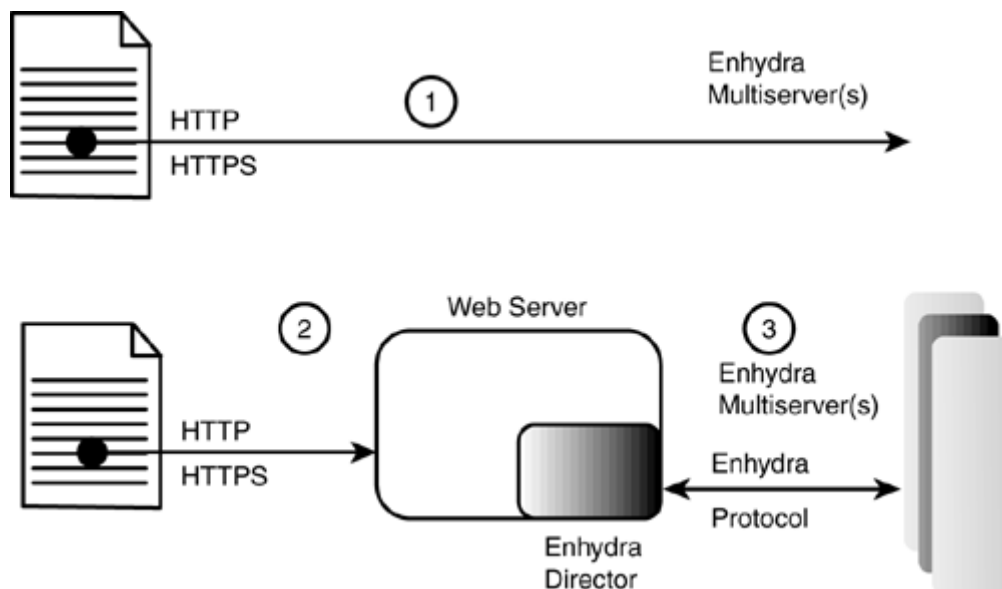 Enhydra
Multiserver(s)
1
HTTP
HTTPS
Web Server
2
3
Enhydra
Multiserver(s)
HTTP
HTTPS
Enhydra
Protocol
Enhydra
Director